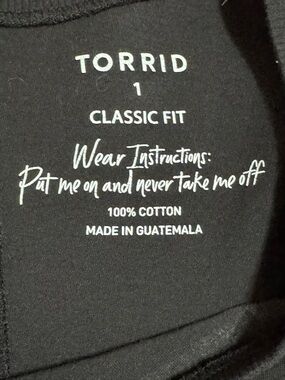 TORRID
1
CLASSIC FIT
Wear Instructions:
Put me on and never take me off
100% COTTON
MADE IN GUATEMALA